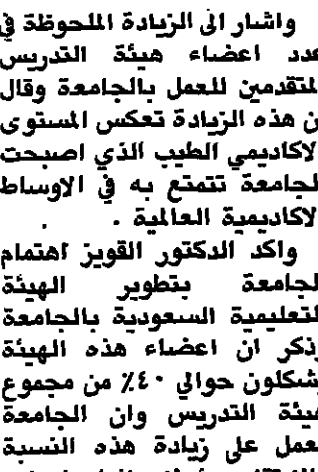 واشار الى الزيادة الملحوظة في
عدد اعضاء هيئة التدريس
المتقدمين للعمل بالجامعة وقال
ن هذه الزيادة تعكس المستوى
الاكاديمي الطيب الذي اصبحت
الجامعة تتمتع به في الاوساط
الاكاديمية العالمية .
واكد الدكتور القويز اهتمام
الجامعة بتطوير الهيئة
التعليمية السعودية بالجامعة
وذكر ان اعضاء هذه الهيئة
يشكلون حوالي ٤٠٪ من مجموع
هيئة التدريس وان الجامعة
تعمل على زيادة هذه النسبة